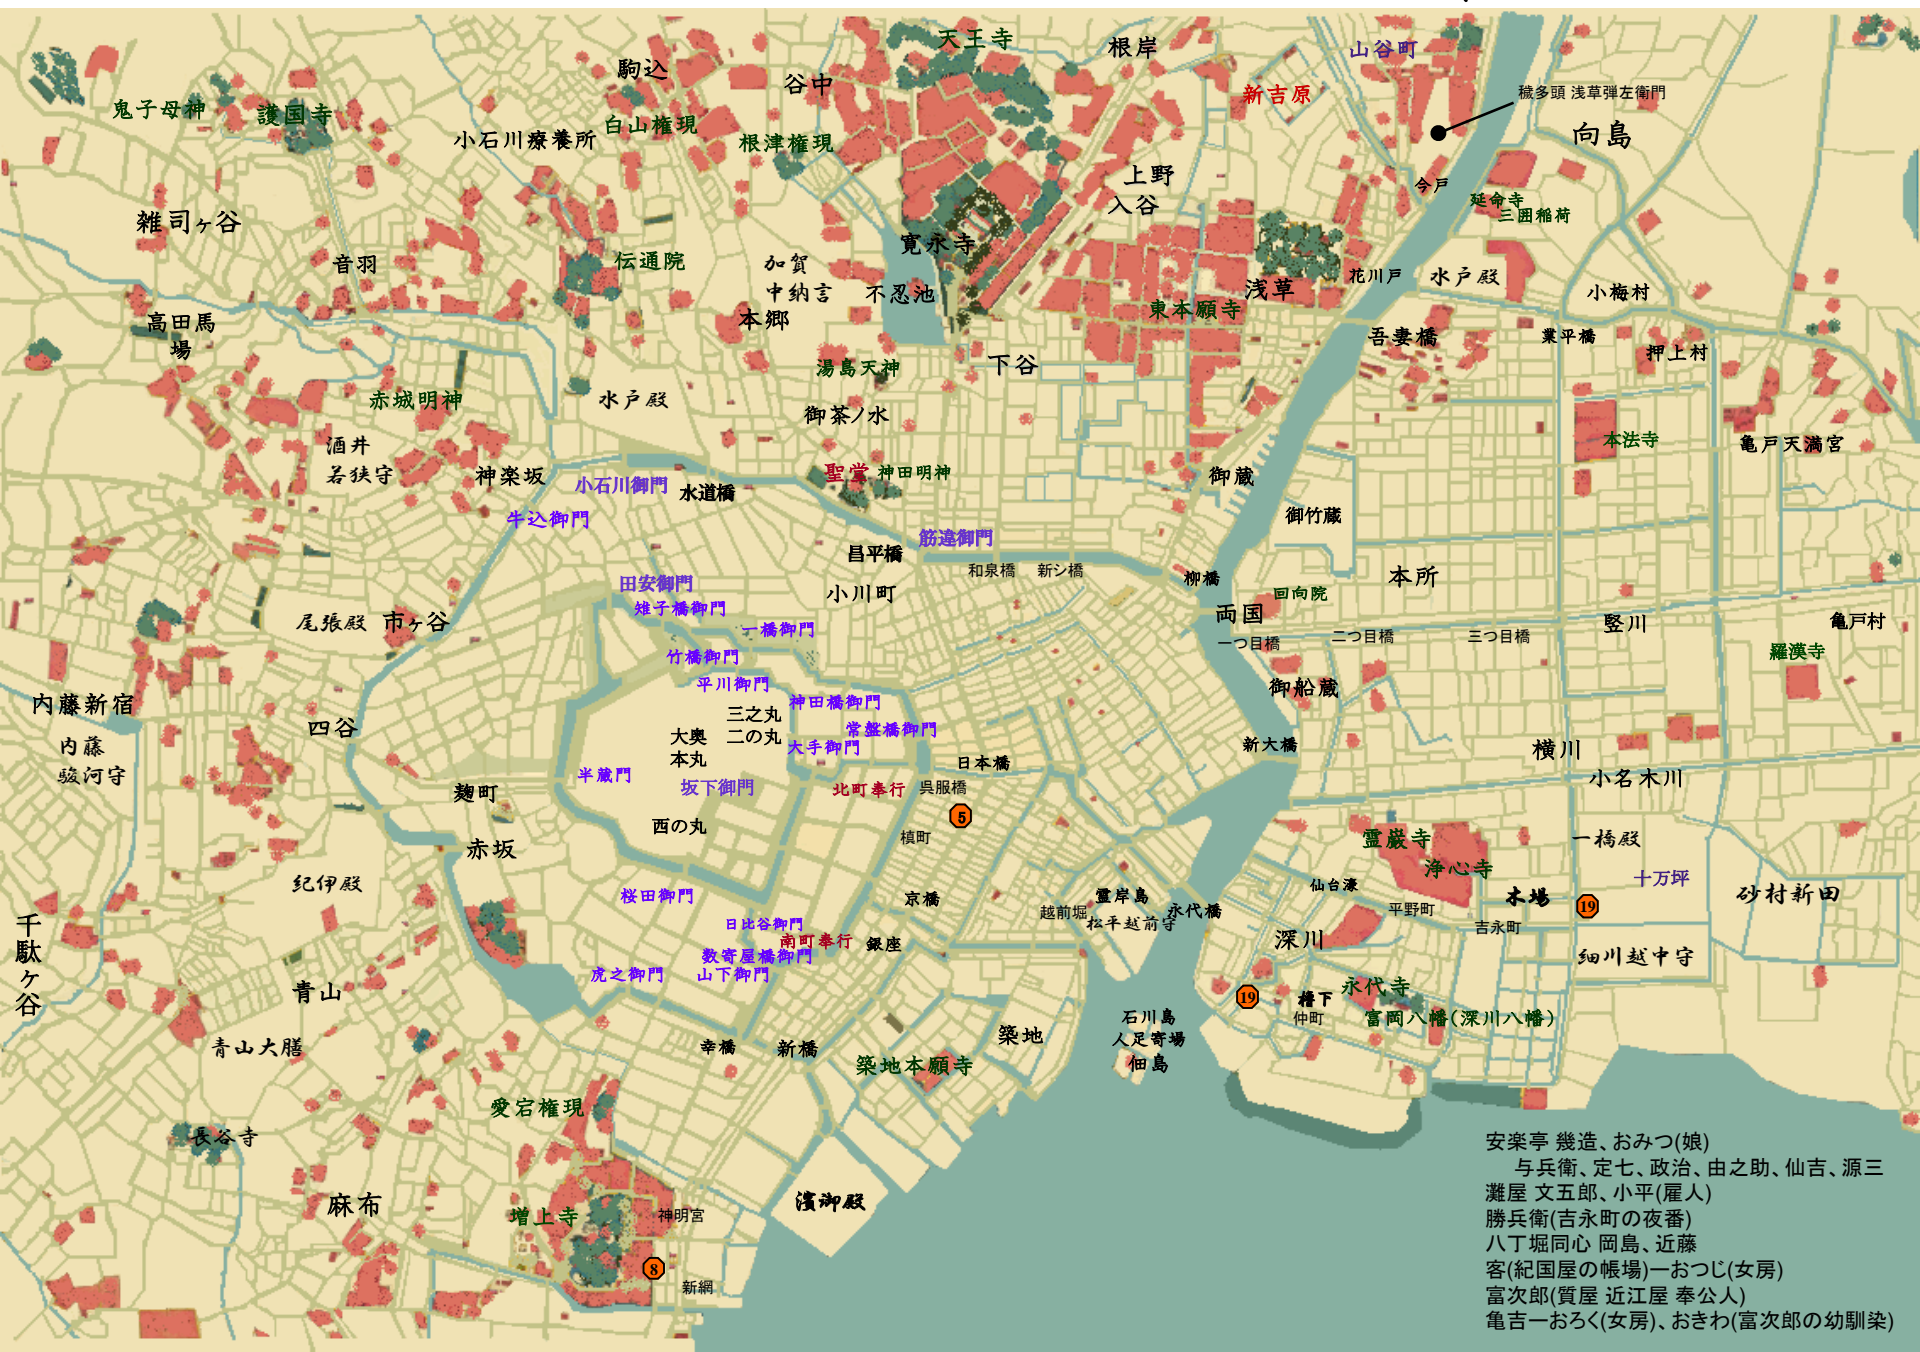 天王寺
根岸
山谷町
駒込
谷中
新吉原
穢多頭 浅草弾左衛門
鬼子母神
護国寺
小石川療養所
白山権現
根津権現
向島
上野
入谷
今戸
延命寺
三囲稲荷
雑司ヶ谷
音羽
伝通院
加賀
中納言
寛永寺
不忍池
浅草
花川戸
水戸殿
小梅村
高田馬
場
本郷
東本願寺
吾妻橋
業平橋
押上村
湯島天神
下谷
赤城明神
水戸殿
御茶ノ水
本法寺
亀戸天満宮
酒井
若狭守
神楽坂
小石川御門
水道橋
聖堂
神田明神
御蔵
牛込御門
御竹蔵
昌平橋
筋違御門
和泉橋
新シ橋
柳橋
本所
田安御門
雉子橋御門
小川町
回向院
両国
尾張殿
市ヶ谷
一橋御門
一つ目橋
二つ目橋
三つ目橋
竪川
亀戸村
竹橋御門
羅漢寺
平川御門
御船蔵
内藤新宿
神田橋御門
四谷
三之丸
二の丸
常盤橋御門
大奥
本丸
大手御門
新大橋
横川
内藤
駿河守
半蔵門
坂下御門
日本橋
北町奉行
呉服橋
小名木川
麹町
5
西の丸
槙町
霊巌寺
一橋殿
赤坂
浄心寺
十万坪
紀伊殿
桜田御門
京橋
霊岸島
仙台濠
木場
19
砂村新田
越前堀
松平越前守
永代橋
平野町
吉永町
千駄ヶ谷
日比谷御門
南町奉行
銀座
深川
数寄屋橋御門
細川越中守
虎之御門
山下御門
青山
19
櫓下
永代寺
仲町
富岡八幡(深川八幡)
石川島
人足寄場
佃島
築地
青山大膳
幸橋
新橋
築地本願寺
愛宕権現
長谷寺
麻布
増上寺
神明宮
濱御殿
8
新網
安楽亭 幾造、おみつ(娘)
与兵衛、定七、政治、由之助、仙吉、源三
灘屋 文五郎、小平(雇人)
勝兵衛(吉永町の夜番)
八丁堀同心 岡島、近藤
客(紀国屋の帳場)ーおつじ(女房)
富次郎(質屋 近江屋 奉公人)
亀吉ーおろく(女房)、おきわ(富次郎の幼馴染)